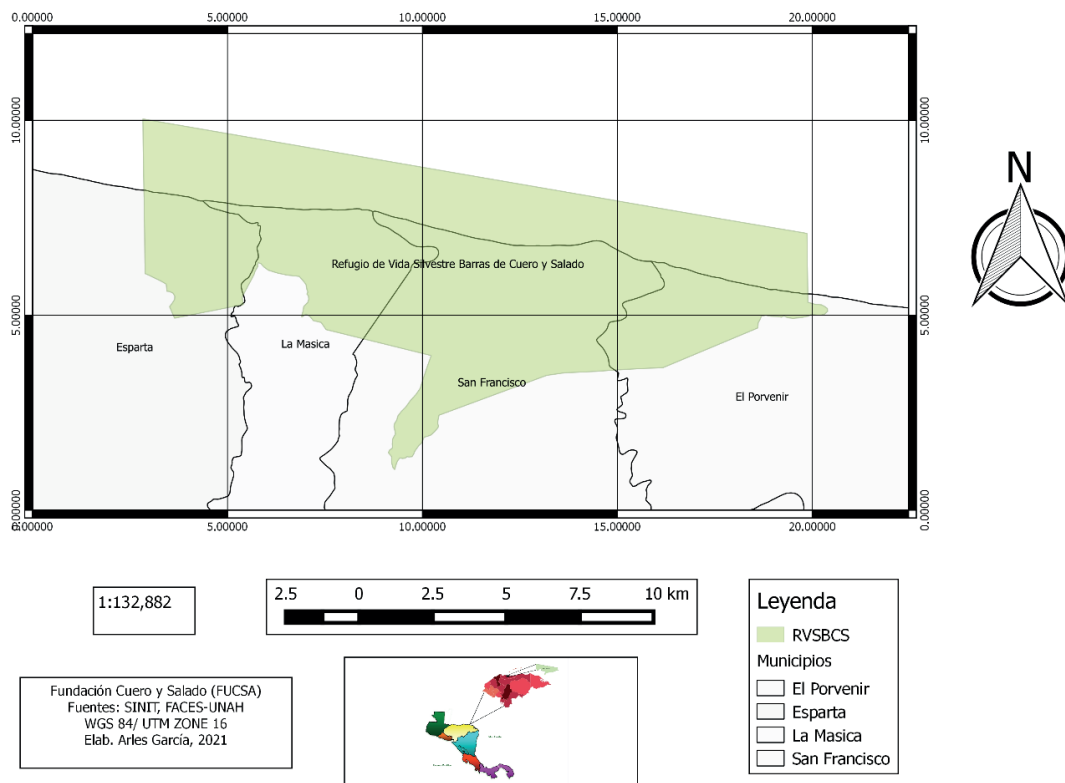 0.00000 5.00000 10.00000 15.00000 20.00000
10.00000 10.00000
N
Refugio de Vida Silvestre Barras de Cuero y Salado
5.00000 5.00000
Esparta
La Masica
San Francisco
El Porvenir
0.00000 0.00000
5.00000 10.00000 15.00000 20.00000
1:132,882
2.5 0 2.5 5 7.5 10 km
Leyenda
RVSBCS
Municipios
El Porvenir
Esparta
La Masica
San Francisco
Fundación Cuero y Salado (FUCSA)
Fuentes: SINIT, FACES-UNAH
WGS 84/ UTM ZONE 16
Elab. Arles García, 2021